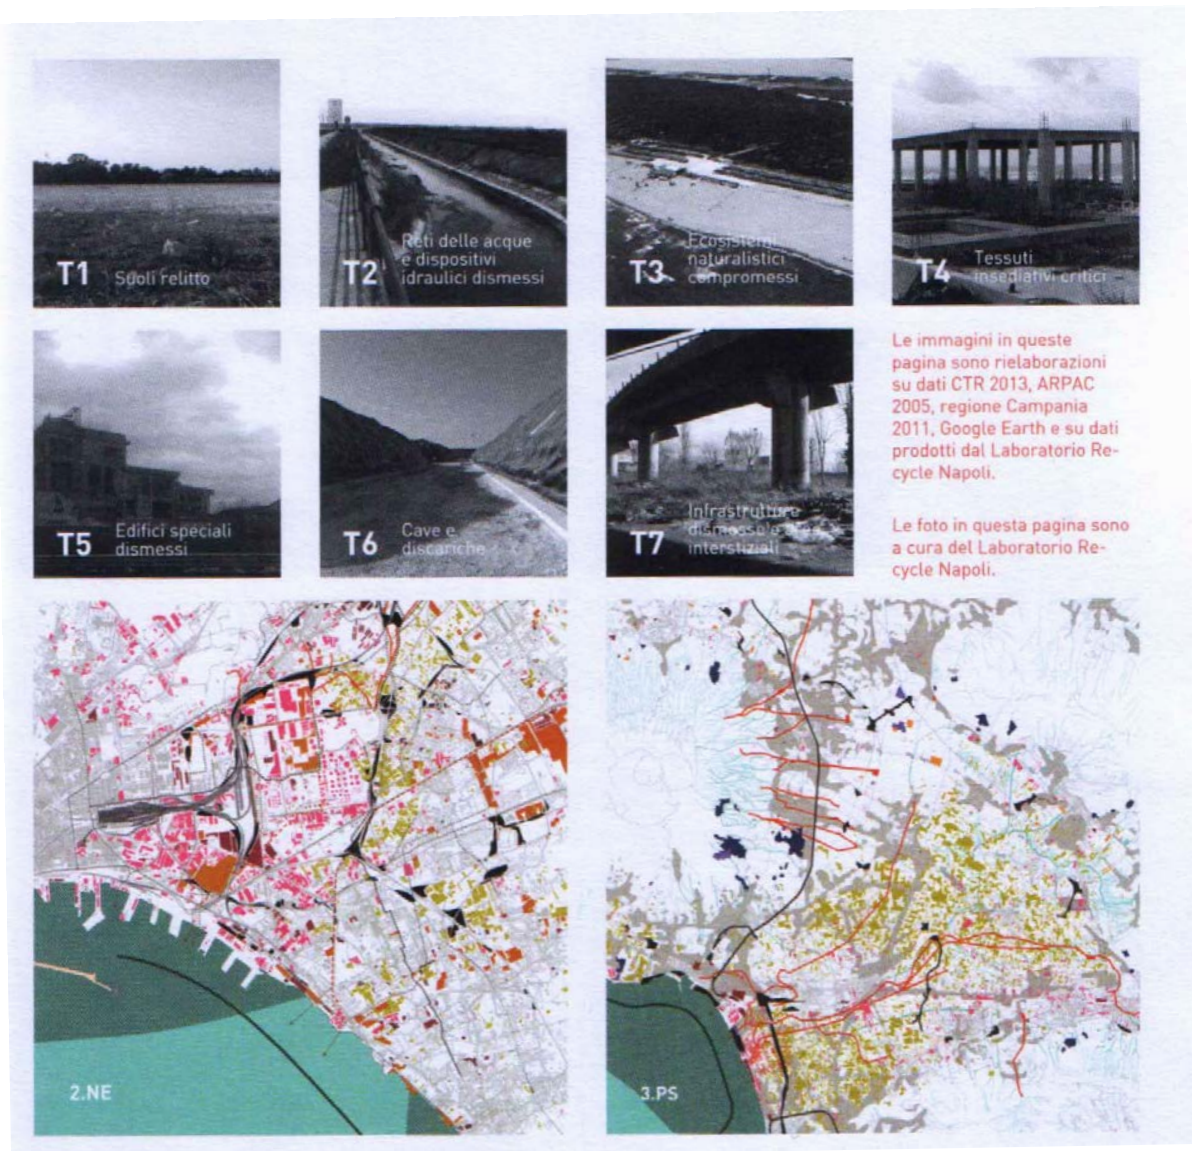 T1 Suoli relitto
T2 Reti delle acque
e dispositivi
idraulici dismessi
T3 Ecosistemi
naturalistici
compromessi
T4 Tessuti
insediativi critici
T5 Edifici speciali
dismessi
T6 Cave e
discariche
T7 Infrastrutture
dismesse e
interstiziali
Le immagini in queste
pagina sono rielaborazioni
su dati CTR 2013, ARPAC
2005, regione Campania
2011, Google Earth e su dati
prodotti dal Laboratorio Re-
cycle Napoli.
Le foto in questa pagina sono
a cura del Laboratorio Re-
cycle Napoli.
2.NE
3.PS